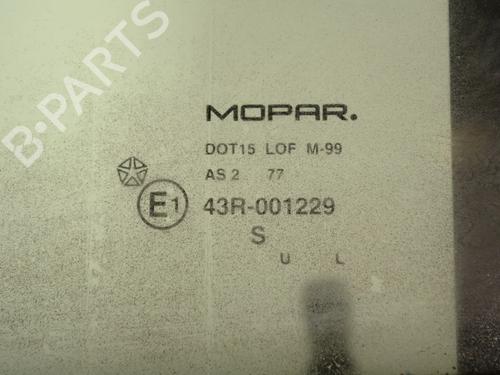 B-PARTS
MOPAR.
DOT15 LOF M-99
AS 2 77
E1 43R-001229
S
U L